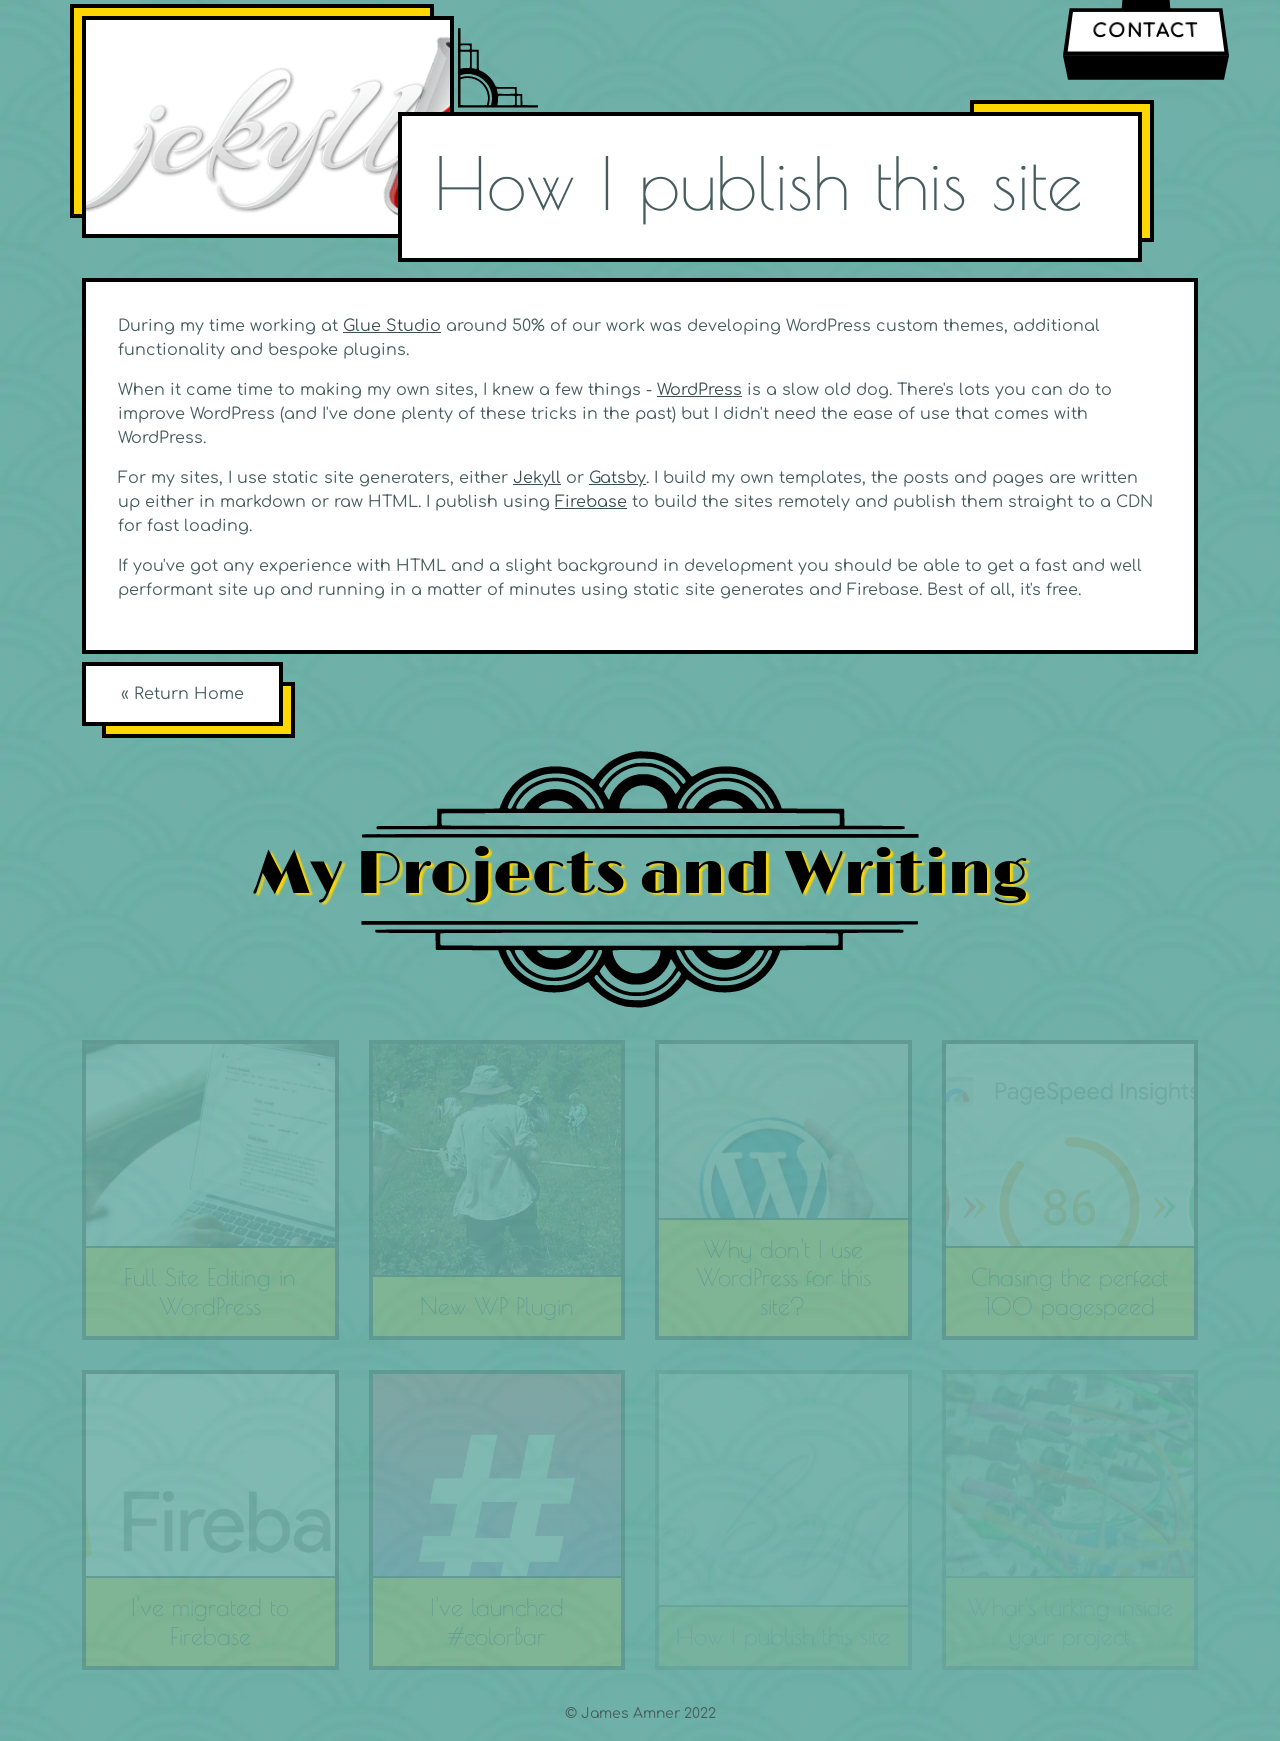 CONTACT
jekyll
How I publish this site
During my time working at Glue Studio around 50% of our work was developing WordPress custom themes, additional
functionality and bespoke plugins.
When it came time to making my own sites, I knew a few things - WordPress is a slow old dog. There's lots you can do to
improve WordPress (and I've done plenty of these tricks in the past) but I didn't need the ease of use that comes with
WordPress.
For my sites, I use static site generaters, either Jekyll or Gatsby. I build my own templates, the posts and pages are written
up either in markdown or raw HTML. I publish using Firebase to build the sites remotely and publish them straight to a CDN
for fast loading.
If you've got any experience with HTML and a slight background in development you should be able to get a fast and well
performant site up and running in a matter of minutes using static site generates and Firebase. Best of all, it's free.
« Return Home
My Projects and Writing
Full Site Editing in
WordPress
New WP Plugin
W
Why don't I use
WordPress for this
site?
PageSpeed Insights
» 86 »
Chasing the perfect
100 pagespeed
Fireba
I've migrated to
Firebase
#
I've launched
#colorBar
How I publish this site
What's lurking inside
your project
© James Amner 2022